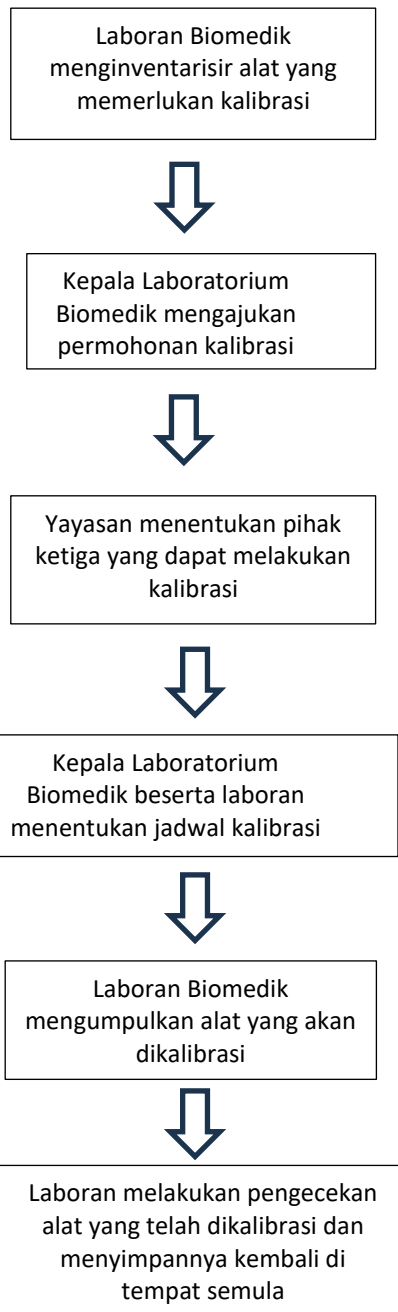 Laboran Biomedik
menginventarisir alat yang
memerlukan kalibrasi
Kepala Laboratorium
Biomedik mengajukan
permohonan kalibrasi
Yayasan menentukan pihak
ketiga yang dapat melakukan
kalibrasi
Kepala Laboratorium
Biomedik beserta laboran
menentukan jadwal kalibrasi
Laboran Biomedik
mengumpulkan alat yang akan
dikalibrasi
Laboran melakukan pengecekan
alat yang telah dikalibrasi dan
menyimpannya kembali di
tempat semula